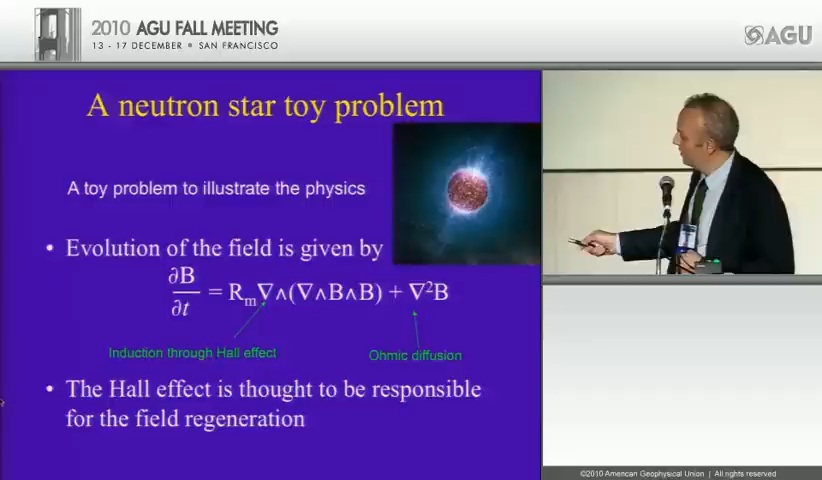 2010 AGU FALL MEETING
13 - 17 DECEMBER • SAN FRANCISCO
AGU
A neutron star toy problem
A toy problem to illustrate the physics
• Evolution of the field is given by
∂B/∂t = Rm∇∧(∇∧B∧B) + ∇²B
Induction through Hall effect
Ohmic diffusion
• The Hall effect is thought to be responsible
for the field regeneration
©2010 American Geophysical Union | All rights reserved